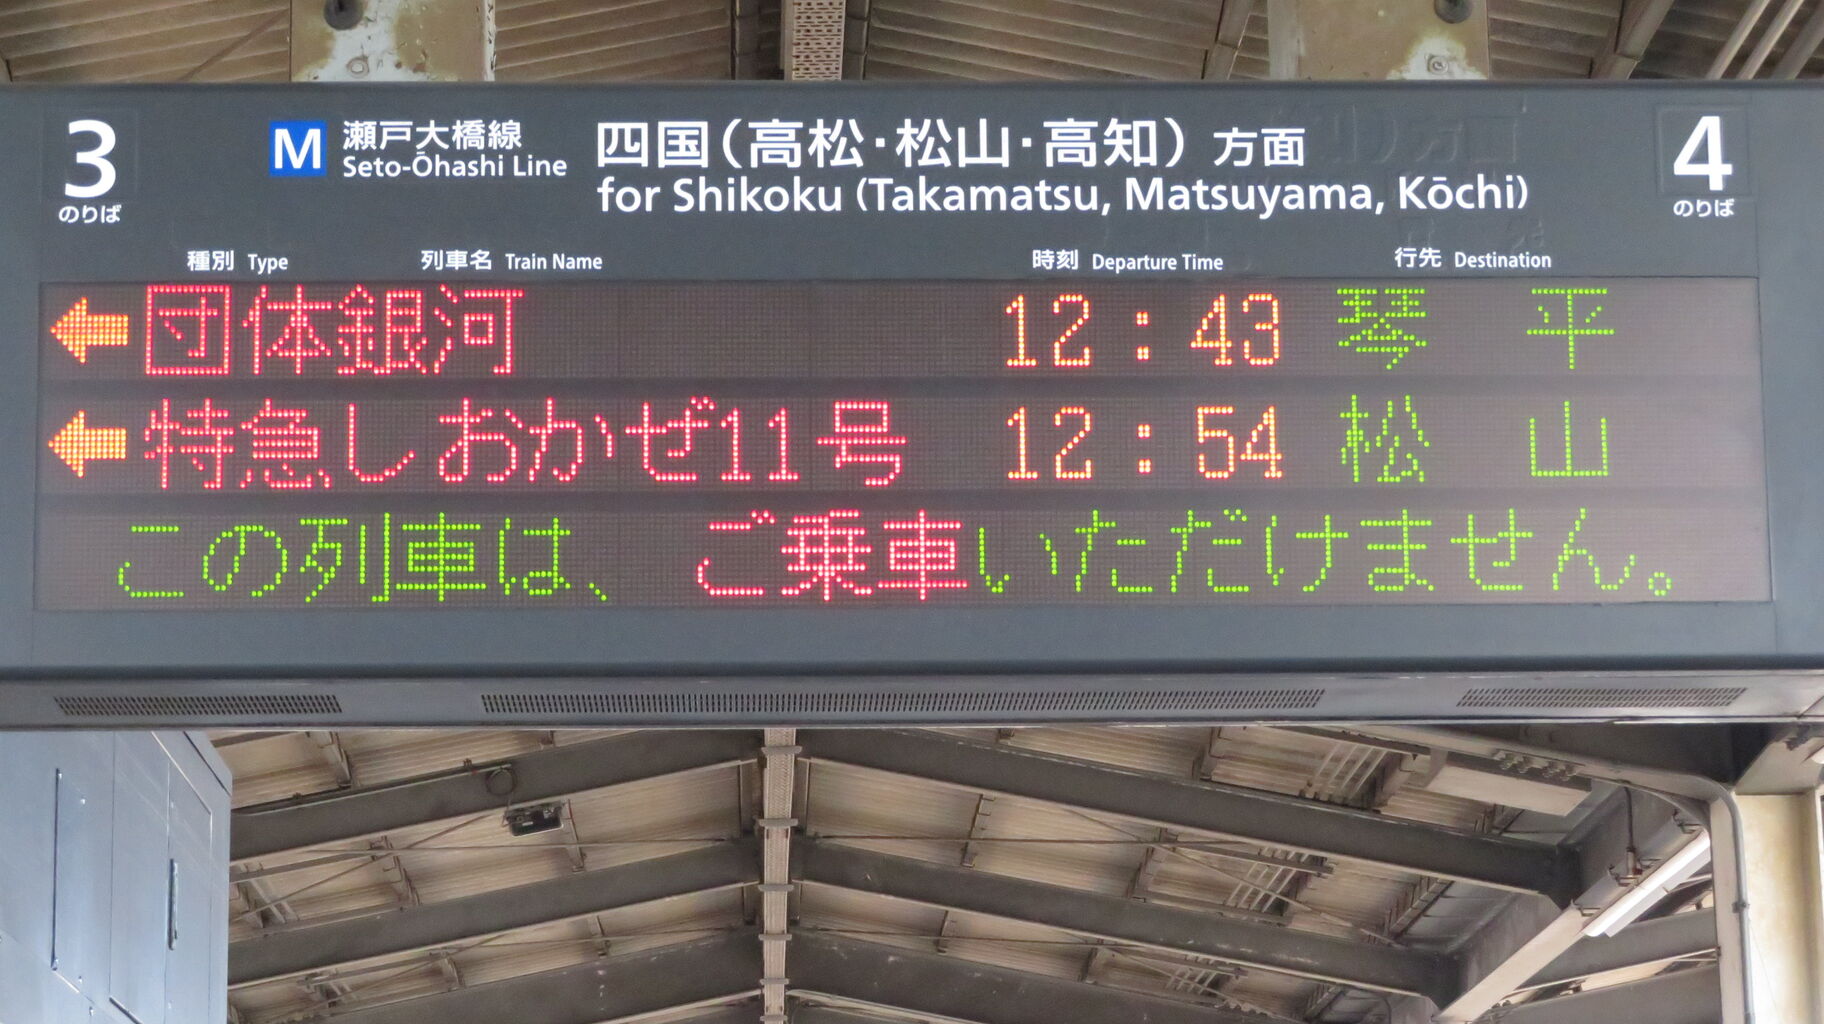 3 のりば
M 瀬戸大橋線 四国(高松・松山・高知) 方面
Seto-Ōhashi Line for Shikoku (Takamatsu, Matsuyama, Kōchi)
4 のりば
種別 Type 列車名 Train Name 時刻 Departure Time 行先 Destination
←団体銀河 12:43 琴平
←特急しおかぜ11号 12:54 松山
この列車は、ご乗車いただけません。